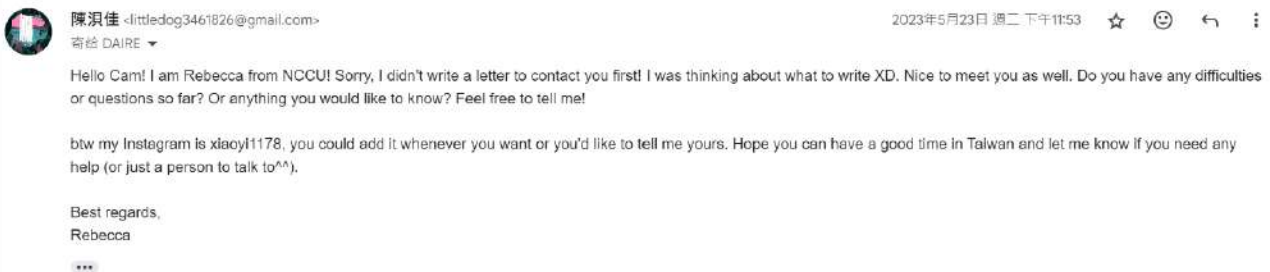 陳浿佳 <littledog3461826@gmail.com>
2023年5月23日 週二 下午11:53
寄給 DAIRE
Hello Cam! I am Rebecca from NCCU! Sorry, I didn't write a letter to contact you first! I was thinking about what to write XD. Nice to meet you as well. Do you have any difficulties
or questions so far? Or anything you would like to know? Feel free to tell me!
btw my Instagram is xiaoyi1178, you could add it whenever you want or you'd like to tell me yours. Hope you can have a good time in Taiwan and let me know if you need any
help (or just a person to talk to^^).
Best regards,
Rebecca